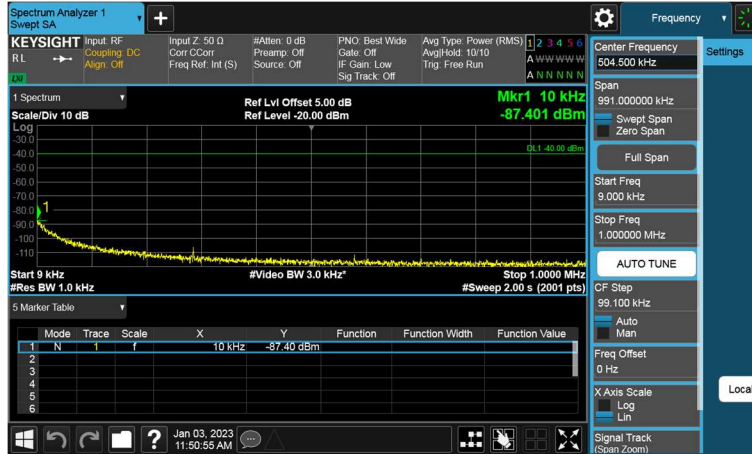 Spectrum Analyzer 1
Swept SA
Frequency
KEYSIGHT
RL
LXI
Input: RF
Coupling: DC
Align: Off
Input Z: 50 Ω
Corr CCorr
Freq Ref: Int (S)
#Atten: 0 dB
Preamp: Off
Source: Off
PNO: Best Wide
Gate: Off
IF Gain: Low
Sig Track: Off
Avg Type: Power (RMS)
Avg|Hold: 10/10
Trig: Free Run
1 2 3 4 5 6
A W W W W W
A N N N N N
1 Spectrum
Scale/Div 10 dB
Ref Lvl Offset 5.00 dB
Ref Level -20.00 dBm
Mkr1 10 kHz
-87.401 dBm
Log
-30.0
-40.0
-50.0
-60.0
-70.0
-80.0
-90.0
-100
-110
DL1 -40.00 dBm
1
Start 9 kHz
#Res BW 1.0 kHz
#Video BW 3.0 kHz*
Stop 1.0000 MHz
#Sweep 2.00 s (2001 pts)
5 Marker Table
Mode Trace Scale X Y Function Function Width Function Value
1 N 1 f 10 kHz -87.40 dBm
2
3
4
5
6
Jan 03, 2023
11:50:55 AM
Center Frequency
504.500 kHz
Settings
Span
991.000000 kHz
Swept Span
Zero Span
Full Span
Start Freq
9.000 kHz
Stop Freq
1.000000 MHz
AUTO TUNE
CF Step
99.100 kHz
Auto
Man
Freq Offset
0 Hz
X Axis Scale
Log
Lin
Local
Signal Track
(Span Zoom)